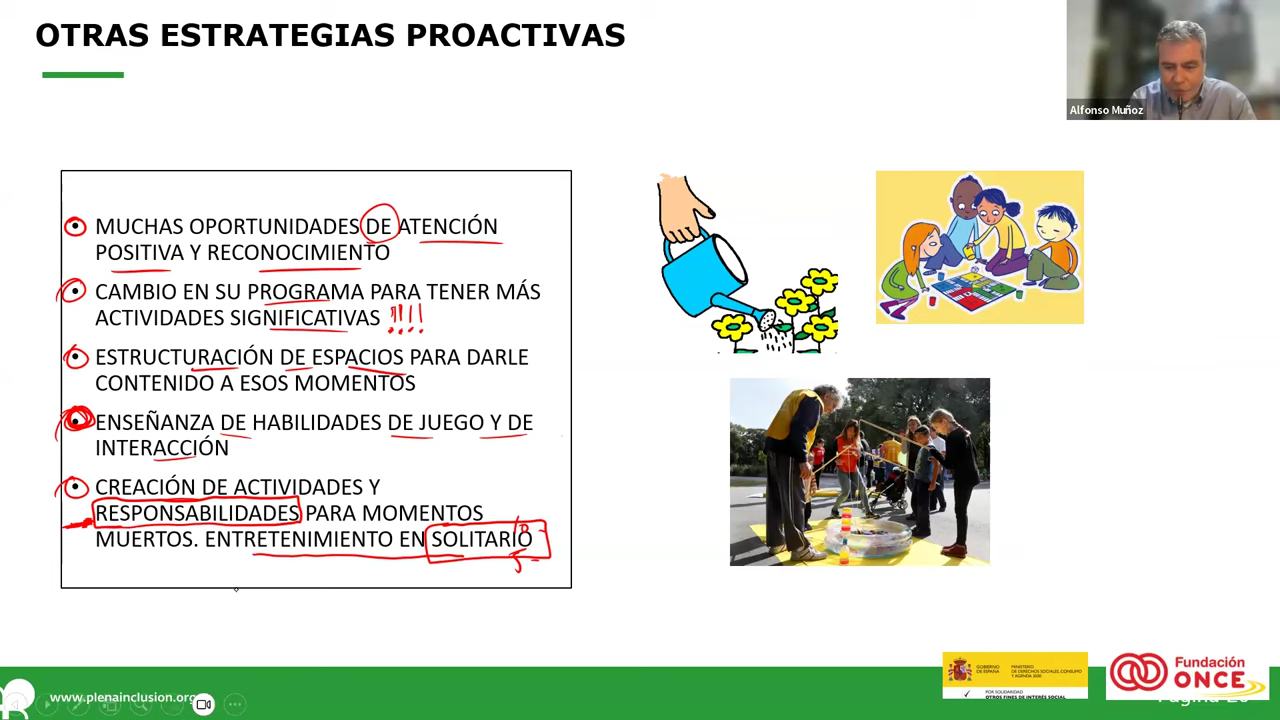 OTRAS ESTRATEGIAS PROACTIVAS
Alfonso Muñoz
• MUCHAS OPORTUNIDADES DE ATENCIÓN
POSITIVA Y RECONOCIMIENTO
• CAMBIO EN SU PROGRAMA PARA TENER MÁS
ACTIVIDADES SIGNIFICATIVAS !!!!
• ESTRUCTURACIÓN DE ESPACIOS PARA DARLE
CONTENIDO A ESOS MOMENTOS
• ENSEÑANZA DE HABILIDADES DE JUEGO Y DE
INTERACCIÓN
• CREACIÓN DE ACTIVIDADES Y
RESPONSABILIDADES PARA MOMENTOS
MUERTOS. ENTRETENIMIENTO EN SOLITARIO
www.plenainclusion.org
GOBIERNO
DE ESPAÑA
MINISTERIO
DE DERECHOS SOCIALES, CONSUMO
Y AGENDA 2030
POR SOLIDARIDAD
OTROS FINES DE INTERÉS SOCIAL
Fundación
ONCE